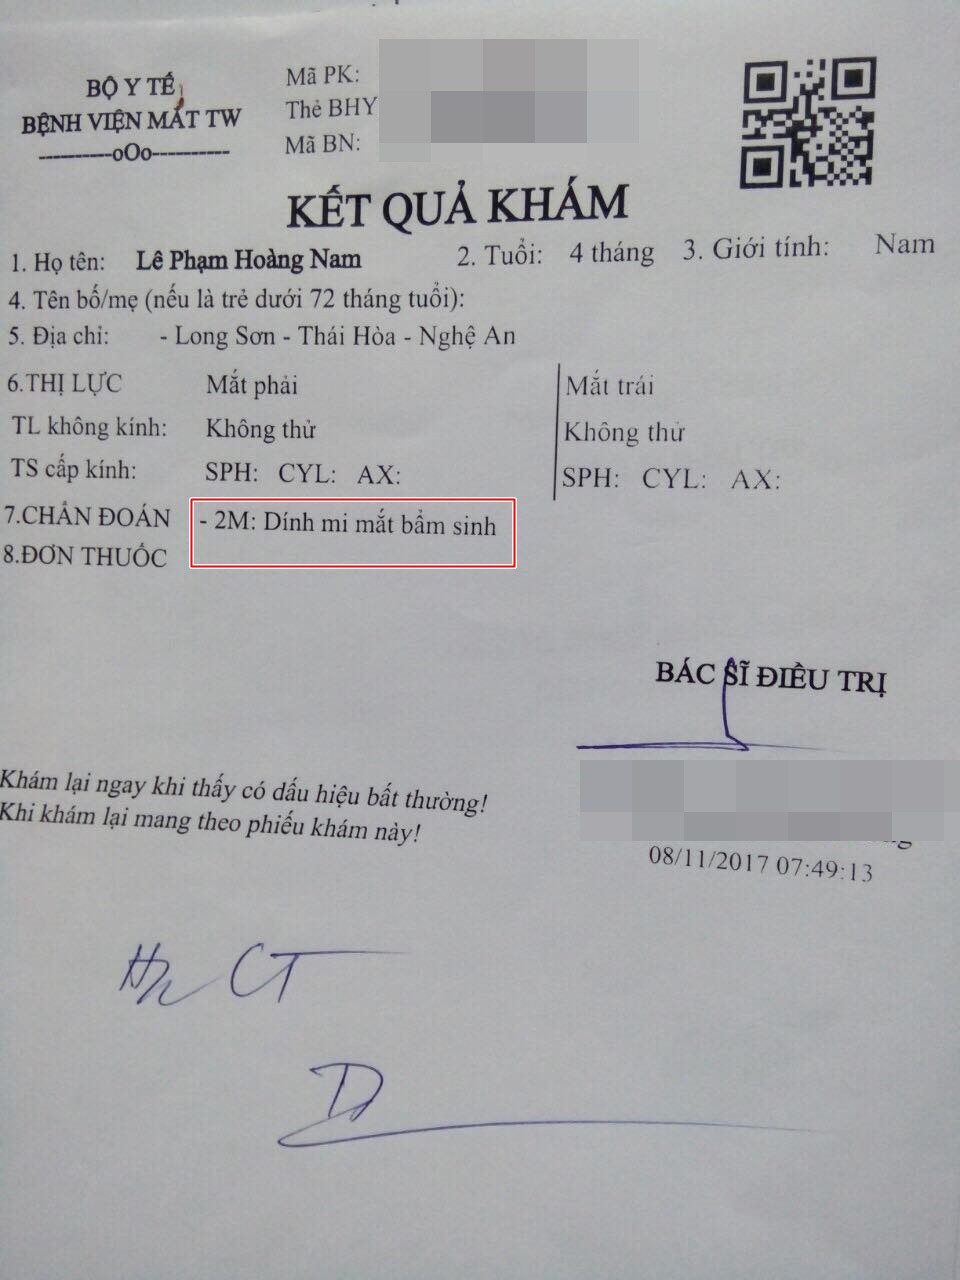 BỘ Y TẾ
BỆNH VIỆN MẮT TW
----------oOo----------
Mã PK:
Thẻ BHY
Mã BN:
KẾT QUẢ KHÁM
1. Họ tên: Lê Phạm Hoàng Nam 2. Tuổi: 4 tháng 3. Giới tính: Nam
4. Tên bố/mẹ (nếu là trẻ dưới 72 tháng tuổi):
5. Địa chỉ: - Long Sơn - Thái Hòa - Nghệ An
6.THỊ LỰC Mắt phải Mắt trái
TL không kính: Không thử Không thử
TS cấp kính: SPH: CYL: AX: SPH: CYL: AX:
7.CHẨN ĐOÁN - 2M: Dính mi mắt bẩm sinh
8.ĐƠN THUỐC
BÁC SĨ ĐIỀU TRỊ
Khám lại ngay khi thấy có dấu hiệu bất thường!
Khi khám lại mang theo phiếu khám này!
08/11/2017 07:49:13
CT